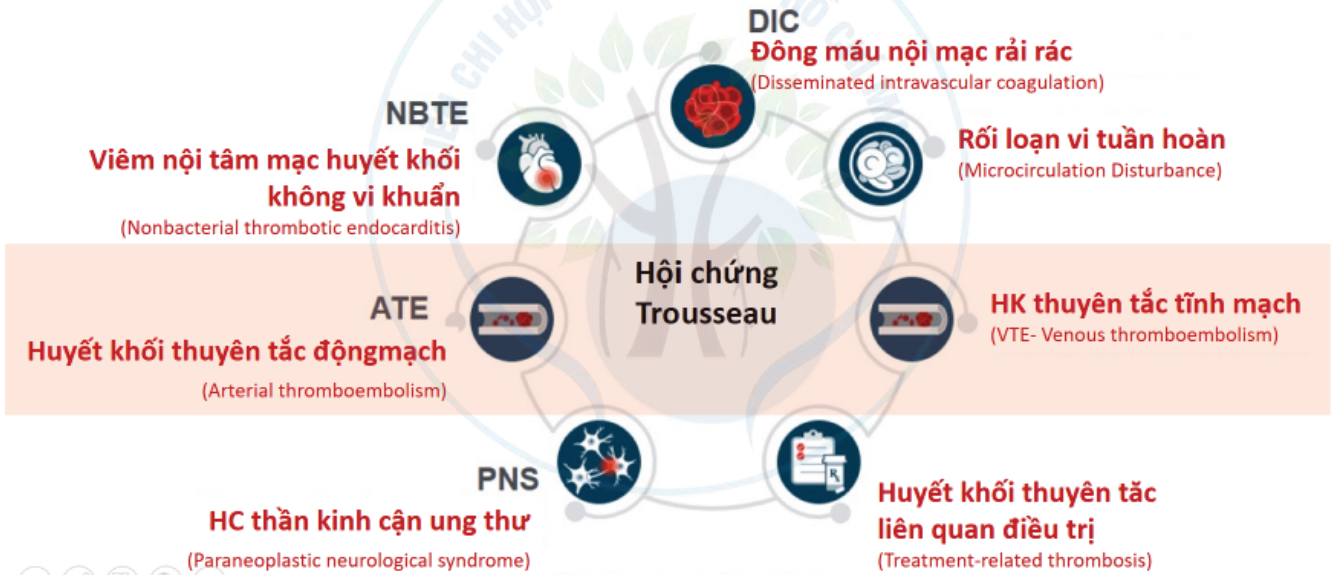 DIC
Đông máu nội mạc rải rác
(Disseminated intravascular coagulation)
NBTE
Viêm nội tâm mạc huyết khối
không vi khuẩn
(Nonbacterial thrombotic endocarditis)
Rối loạn vi tuần hoàn
(Microcirculation Disturbance)
Hội chứng
Trousseau
ATE
Huyết khối thuyên tắc độngmạch
(Arterial thromboembolism)
HK thuyên tắc tĩnh mạch
(VTE- Venous thromboembolism)
PNS
HC thần kinh cận ung thư
(Paraneoplastic neurological syndrome)
Huyết khối thuyên tăc
liên quan điều trị
(Treatment-related thrombosis)